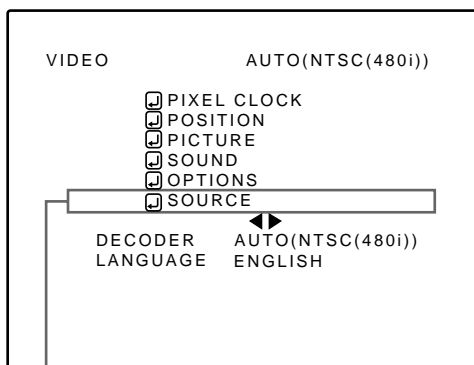 VIDEO AUTO(NTSC(480i))
PIXEL CLOCK
POSITION
PICTURE
SOUND
OPTIONS
SOURCE
DECODER AUTO(NTSC(480i))
LANGUAGE ENGLISH